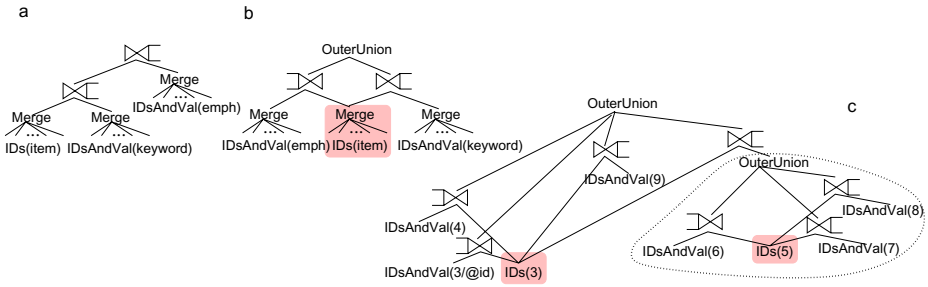 a
b
OuterUnion
Merge
...
IDsAndVal(emph)
Merge
...
Merge
...
IDs(item)
IDsAndVal(keyword)
Merge
...
Merge
...
Merge
...
IDsAndVal(emph)
IDs(item)
IDsAndVal(keyword)
c
OuterUnion
OuterUnion
IDsAndVal(9)
IDsAndVal(4)
IDsAndVal(8)
IDsAndVal(6)
IDs(5)
IDsAndVal(7)
IDsAndVal(3/@id)
IDs(3)